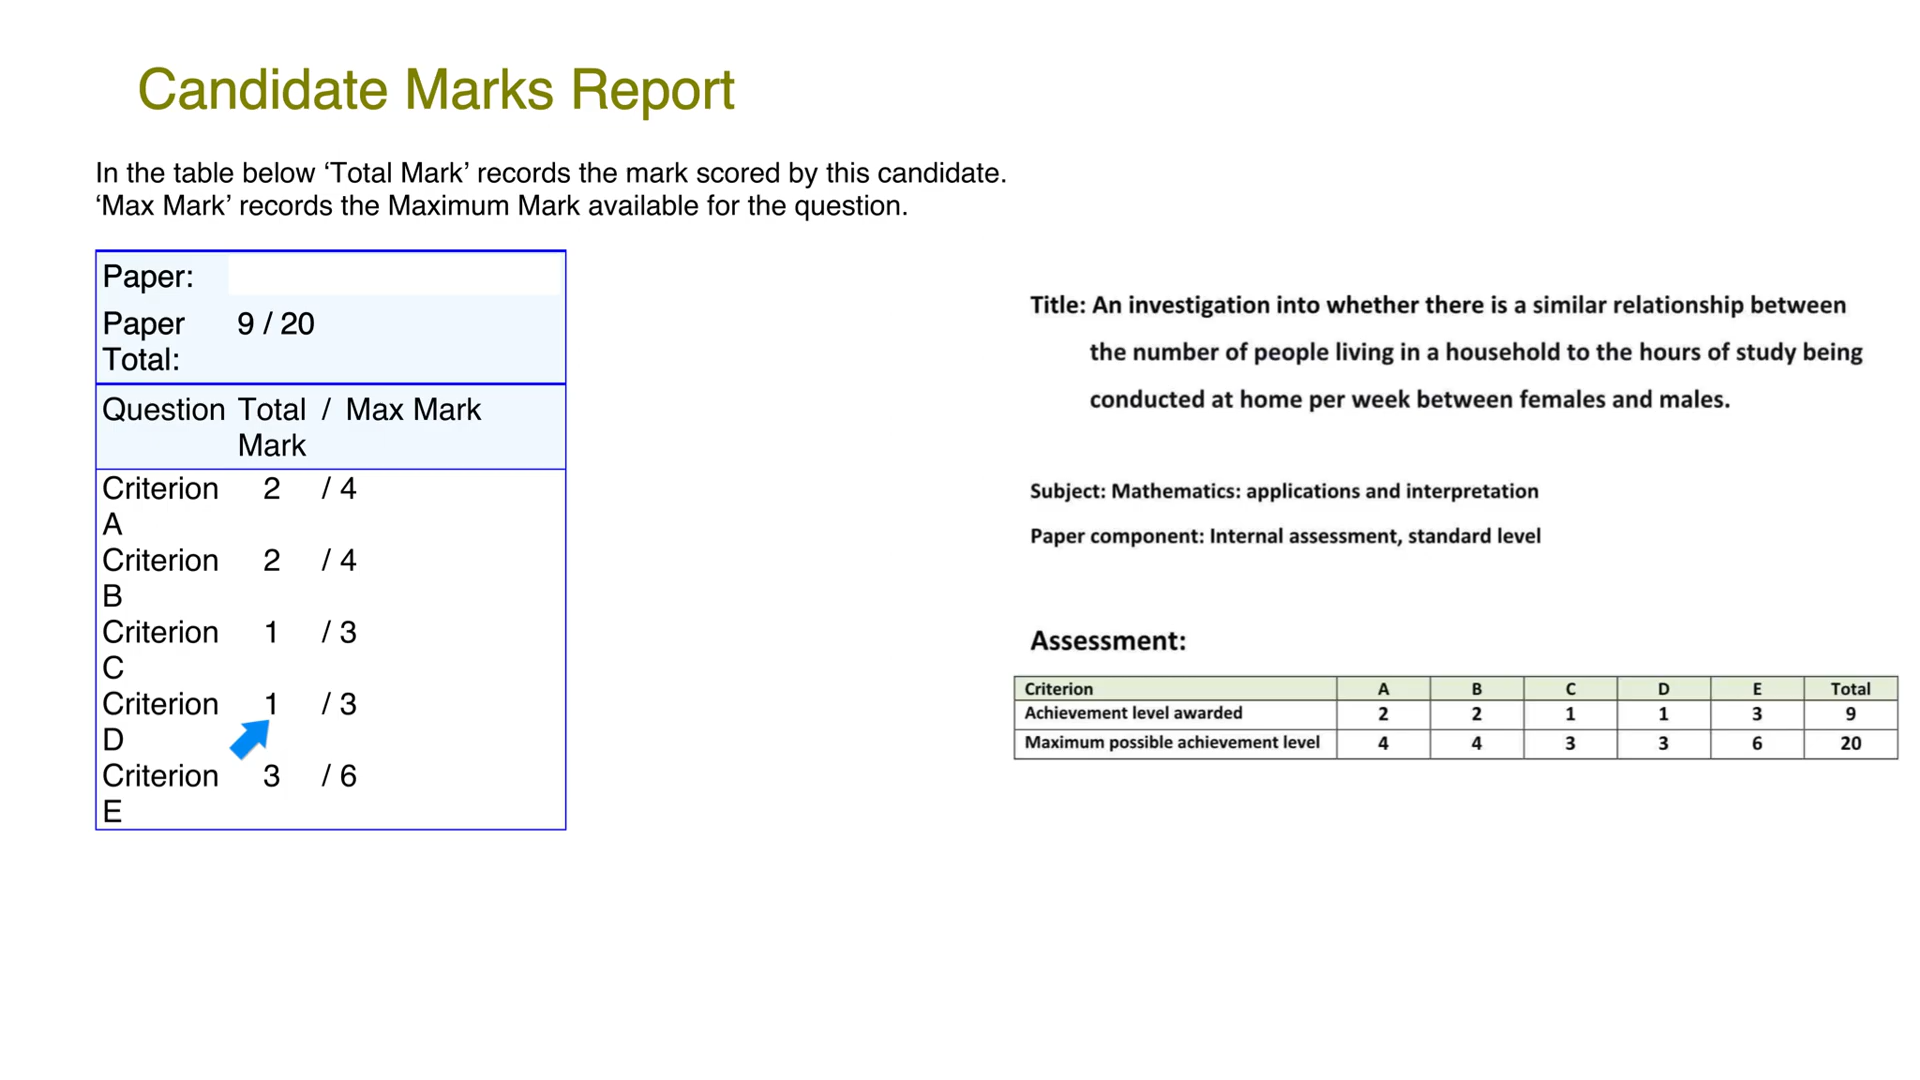 Candidate Marks Report
In the table below ‘Total Mark’ records the mark scored by this candidate.
‘Max Mark’ records the Maximum Mark available for the question.
Paper:
Paper Total: 9 / 20
Question Total Mark / Max Mark
Criterion A 2 / 4
Criterion B 2 / 4
Criterion C 1 / 3
Criterion D 1 / 3
Criterion E 3 / 6
Title: An investigation into whether there is a similar relationship between
the number of people living in a household to the hours of study being
conducted at home per week between females and males.
Subject: Mathematics: applications and interpretation
Paper component: Internal assessment, standard level
Assessment:
Criterion A B C D E Total
Achievement level awarded 2 2 1 1 3 9
Maximum possible achievement level 4 4 3 3 6 20